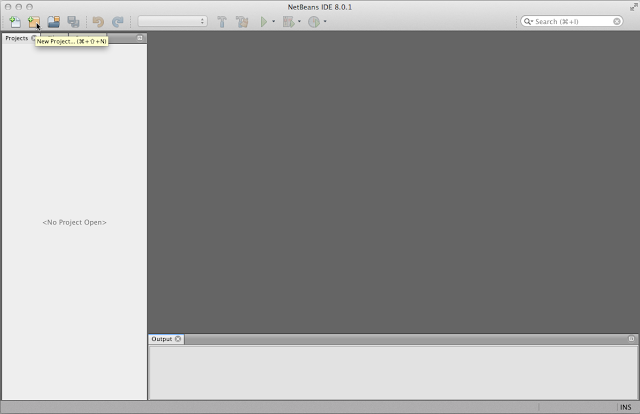 NetBeans IDE 8.0.1
Search (⌘+I)
Projects
New Project... (⌘+⇧+N)
<No Project Open>
Output
INS